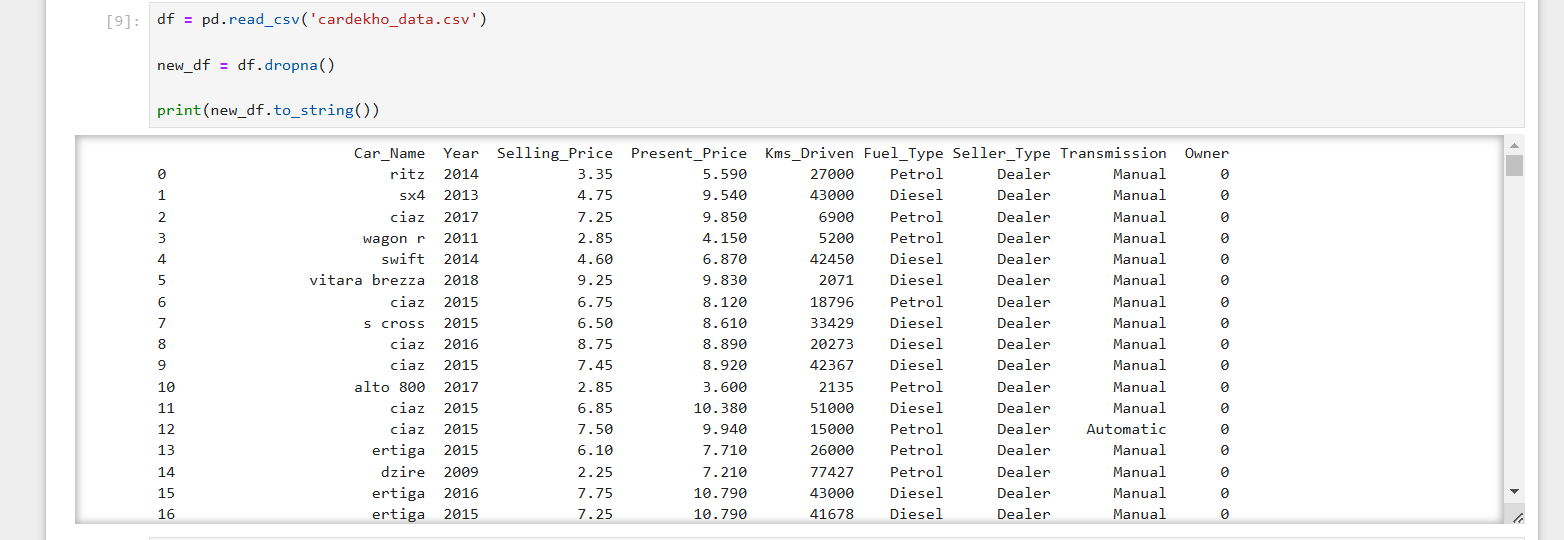 [9]: df = pd.read_csv('cardekho_data.csv')
new_df = df.dropna()
print(new_df.to_string())
Car_Name Year Selling_Price Present_Price Kms_Driven Fuel_Type Seller_Type Transmission Owner
0 ritz 2014 3.35 5.590 27000 Petrol Dealer Manual 0
1 sx4 2013 4.75 9.540 43000 Diesel Dealer Manual 0
2 ciaz 2017 7.25 9.850 6900 Petrol Dealer Manual 0
3 wagon r 2011 2.85 4.150 5200 Petrol Dealer Manual 0
4 swift 2014 4.60 6.870 42450 Diesel Dealer Manual 0
5 vitara brezza 2018 9.25 9.830 2071 Diesel Dealer Manual 0
6 ciaz 2015 6.75 8.120 18796 Petrol Dealer Manual 0
7 s cross 2015 6.50 8.610 33429 Diesel Dealer Manual 0
8 ciaz 2016 8.75 8.890 20273 Diesel Dealer Manual 0
9 ciaz 2015 7.45 8.920 42367 Diesel Dealer Manual 0
10 alto 800 2017 2.85 3.600 2135 Petrol Dealer Manual 0
11 ciaz 2015 6.85 10.380 51000 Diesel Dealer Manual 0
12 ciaz 2015 7.50 9.940 15000 Petrol Dealer Automatic 0
13 ertiga 2015 6.10 7.710 26000 Petrol Dealer Manual 0
14 dzire 2009 2.25 7.210 77427 Petrol Dealer Manual 0
15 ertiga 2016 7.75 10.790 43000 Diesel Dealer Manual 0
16 ertiga 2015 7.25 10.790 41678 Diesel Dealer Manual 0